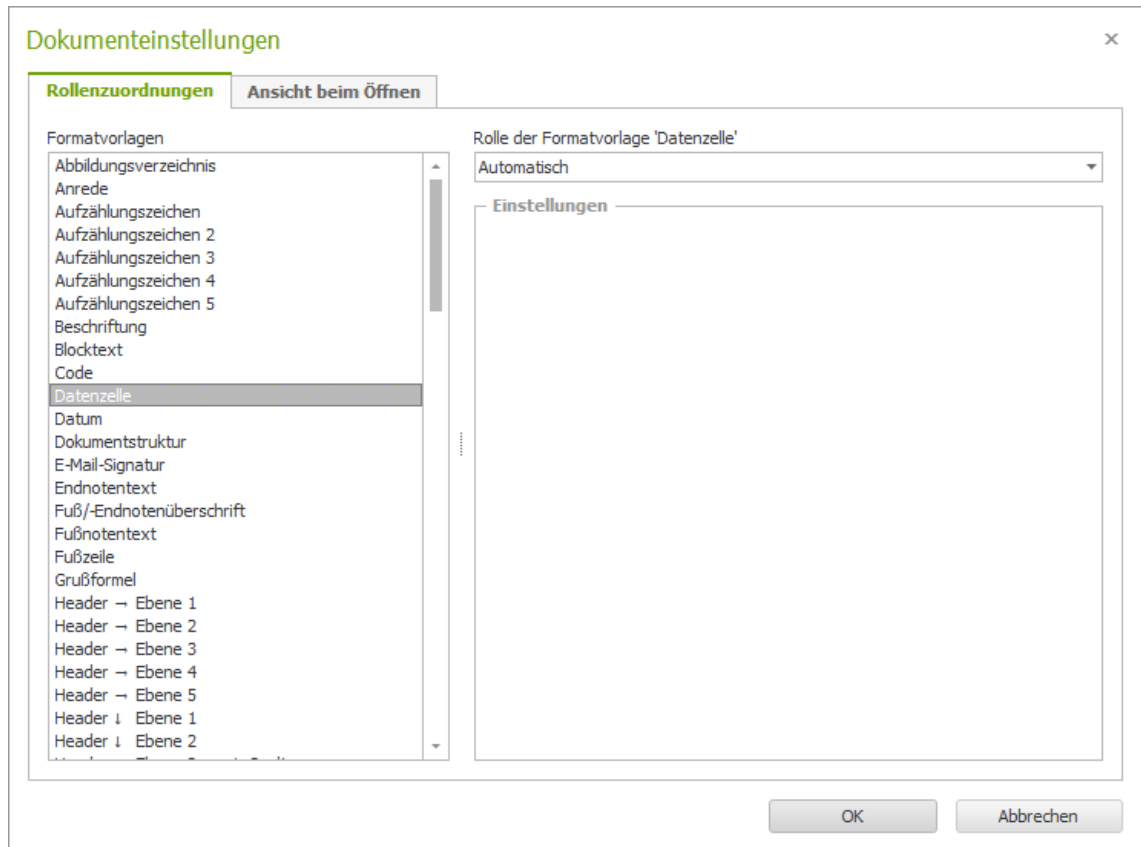 Dokumenteinstellungen
Rollenzuordnungen
Ansicht beim Öffnen
Formatvorlagen
Abbildungsverzeichnis
Anrede
Aufzählungszeichen
Aufzählungszeichen 2
Aufzählungszeichen 3
Aufzählungszeichen 4
Aufzählungszeichen 5
Beschriftung
Blocktext
Code
Datenzelle
Datum
Dokumentstruktur
E-Mail-Signatur
Endnotentext
Fuß/-Endnotenüberschrift
Fußnotentext
Fußzeile
Grußformel
Header → Ebene 1
Header → Ebene 2
Header → Ebene 3
Header → Ebene 4
Header → Ebene 5
Header ↓ Ebene 1
Header ↓ Ebene 2
Rolle der Formatvorlage 'Datenzelle'
Automatisch
Einstellungen
OK
Abbrechen